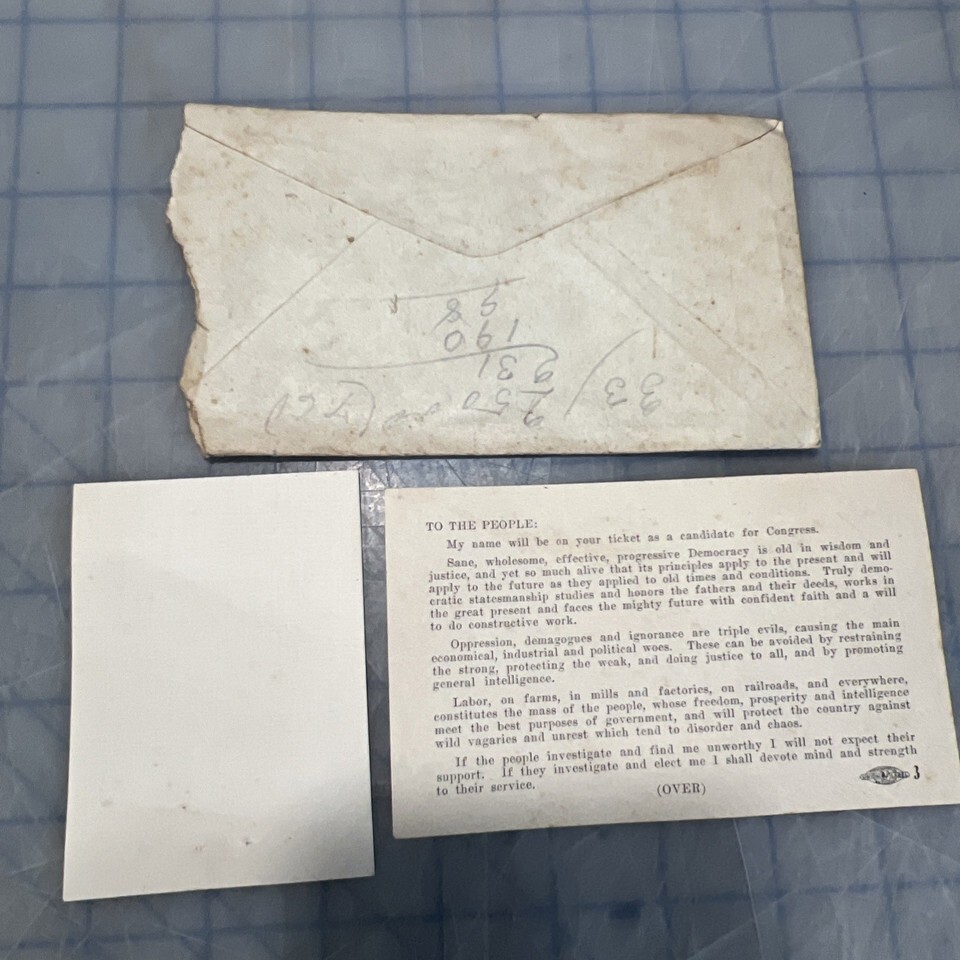 9 8
190
231
250
33
TO THE PEOPLE:
My name will be on your ticket as a candidate for Congress.
Sane, wholesome, effective, progressive Democracy is old in wisdom and
justice, and yet so much alive that its principles apply to the present and will
apply to the future as they applied to old times and conditions. Truly demo-
cratic statesmanship studies and honors the fathers and their deeds, works in
the great present and faces the mighty future with confident faith and a will
to do constructive work.
Oppression, demagogues and ignorance are triple evils, causing the main
economical, industrial and political woes. These can be avoided by restraining
the strong, protecting the weak, and doing justice to all, and by promoting
general intelligence.
Labor, on farms, in mills and factories, on railroads, and everywhere,
constitutes the mass of the people, whose freedom, prosperity and intelligence
meet the best purposes of government, and will protect the country against
wild vagaries and unrest which tend to disorder and chaos.
If the people investigate and find me unworthy I will not expect their
support. If they investigate and elect me I shall devote mind and strength
to their service.
(OVER)
3